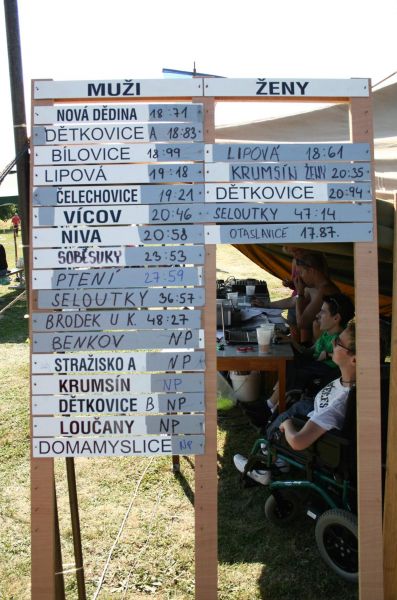 MUŽI
NOVÁ DĚDINA 18:71
DĚTKOVICE A 18:83
BÍLOVICE 18:99
LIPOVÁ 19:18
ČELECHOVICE 19:21
VÍCOV 20:46
NIVA 20:58
SOBĚSUKY 23:53
PTENÍ 27:59
SELOUTKY 36:57
BRODEK U K. 48:27
BENKOV NP
STRAŽISKO A NP
KRUMSÍN NP
DĚTKOVICE B NP
LOUČANY NP
DOMAMYSLICE NP
ŽENY
LIPOVÁ 18:61
KRUMSÍN ŽENY 20:35
DĚTKOVICE 20:94
SELOUTKY 47:14
OTASLAVICE 17.87.